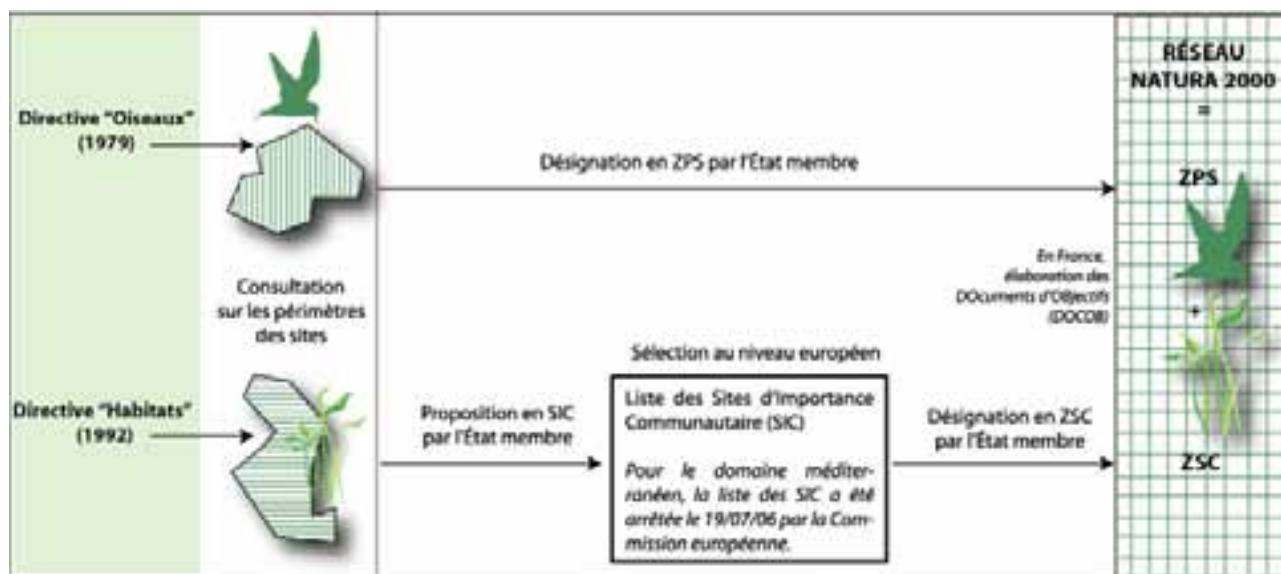 Directive "Oiseaux"
(1979)
Consultation
sur les périmètres
des sites
Directive "Habitats"
(1992)
Désignation en ZPS par l'État membre
Proposition en SIC
par l'État membre
Sélection au niveau européen
Liste des Sites d'Importance
Communautaire (SIC)
Pour le domaine méditer-
ranéen, la liste des SIC a été
arrêtée le 19/07/06 par la Com-
mission européenne.
Désignation en ZSC
par l'État membre
En France,
élaboration des
DOcuments d'OBjectifs
(DOCOB)
RÉSEAU
NATURA 2000
=
ZPS
+
ZSC